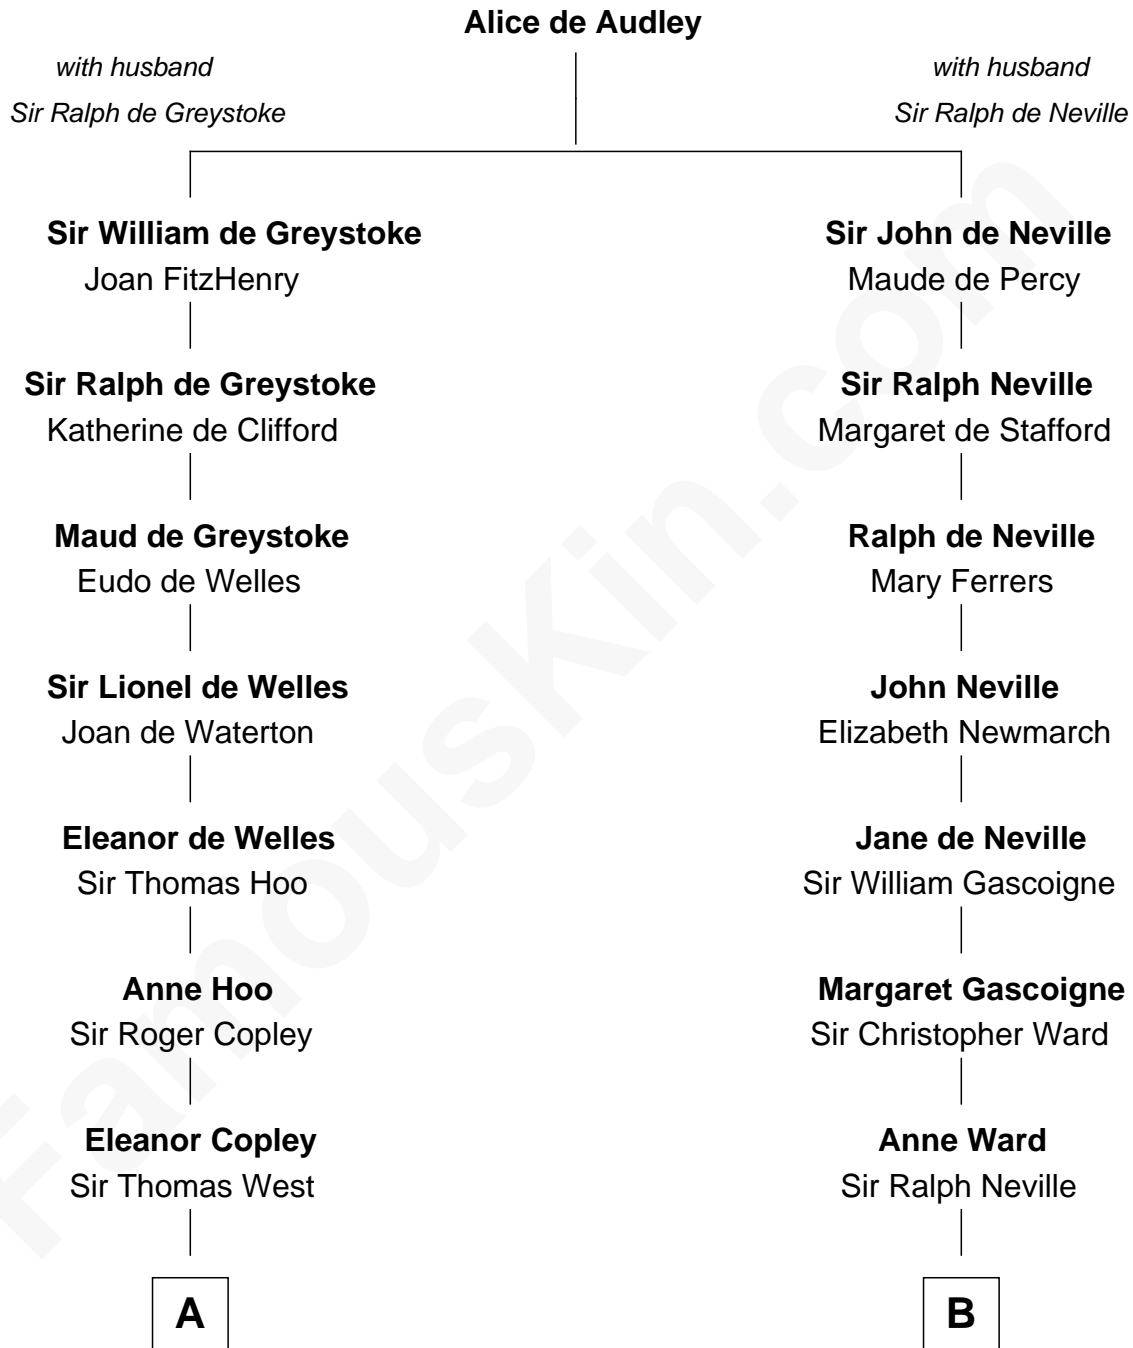 Alice de Audley
with husband
Sir Ralph de Greystoke
with husband
Sir Ralph de Neville
Sir William de Greystoke
Joan FitzHenry
Sir John de Neville
Maude de Percy
Sir Ralph de Greystoke
Katherine de Clifford
Sir Ralph Neville
Margaret de Stafford
Maud de Greystoke
Eudo de Welles
Ralph de Neville
Mary Ferrers
Sir Lionel de Welles
Joan de Waterton
John Neville
Elizabeth Newmarch
Eleanor de Welles
Sir Thomas Hoo
Jane de Neville
Sir William Gascoigne
Anne Hoo
Sir Roger Copley
Margaret Gascoigne
Sir Christopher Ward
Eleanor Copley
Sir Thomas West
Anne Ward
Sir Ralph Neville
A
B
FamousKin.com